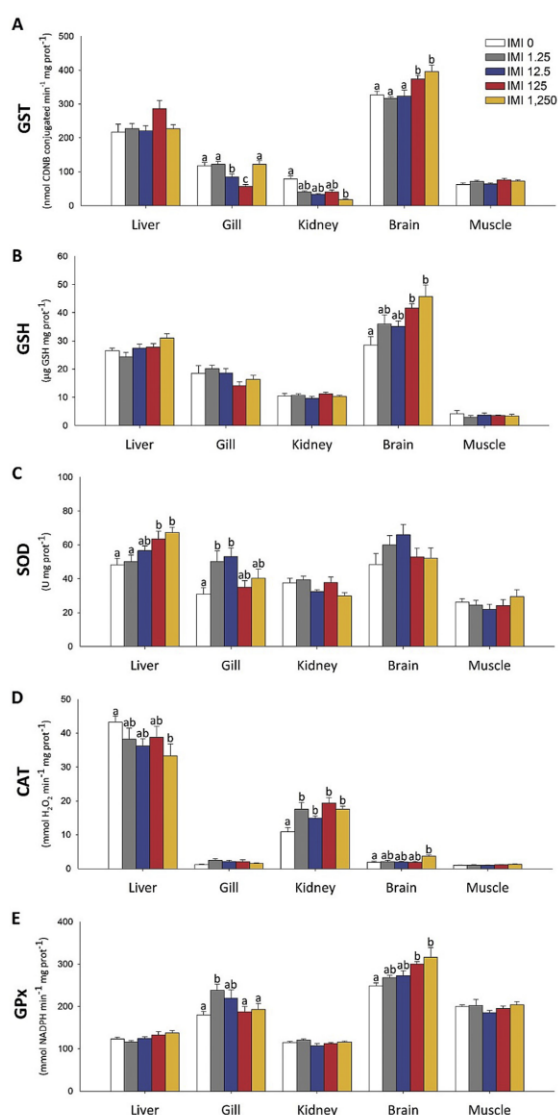 A
GST
(nmol CDNB conjugated min⁻¹ mg prot⁻¹)
500
400
300
200
100
0
IMI 0
IMI 1.25
IMI 12.5
IMI 125
IMI 1,250
a a b c a
a ab ab ab b
a a a b b
Liver Gill Kidney Brain Muscle
B
GSH
(µg GSH mg prot⁻¹)
60
50
40
30
20
10
0
a ab ab b b
Liver Gill Kidney Brain Muscle
C
SOD
(U mg prot⁻¹)
100
80
60
40
20
0
a a ab b b
a b b ab ab
Liver Gill Kidney Brain Muscle
D
CAT
(mmol H₂O₂ min⁻¹ mg prot⁻¹)
50
40
30
20
10
0
a ab ab ab b
a b b b b
a ab ab ab b
Liver Gill Kidney Brain Muscle
E
GPx
(mmol NADPH min⁻¹ mg prot⁻¹)
400
300
200
100
0
a b ab a a
a ab ab b b
Liver Gill Kidney Brain Muscle